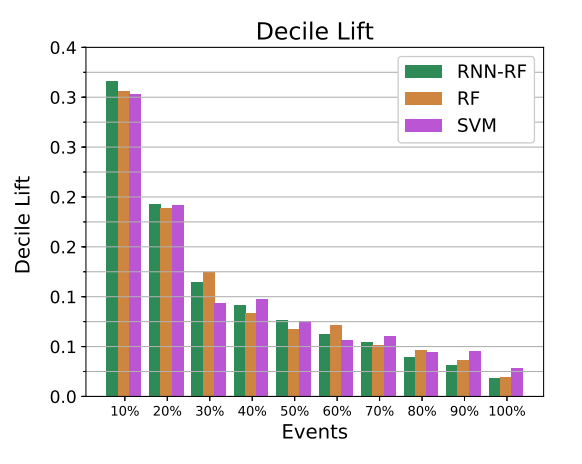 Decile Lift
0.4
0.3
0.3
0.2
0.2
0.1
0.1
0.0
Decile Lift
RNN-RF
RF
SVM
10% 20% 30% 40% 50% 60% 70% 80% 90% 100%
Events